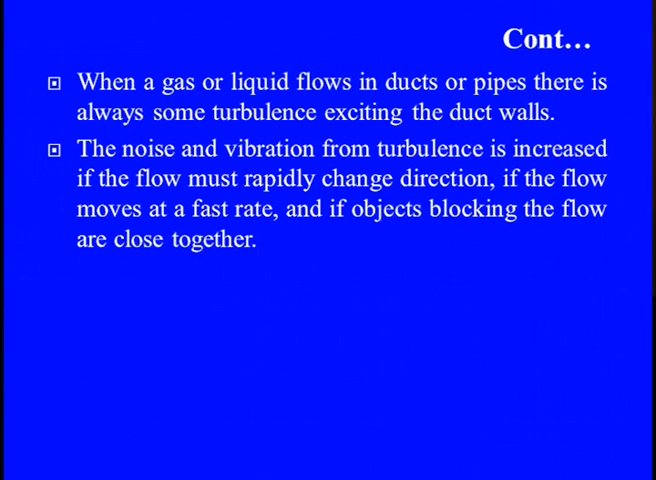 Cont…
When a gas or liquid flows in ducts or pipes there is
always some turbulence exciting the duct walls.
The noise and vibration from turbulence is increased
if the flow must rapidly change direction, if the flow
moves at a fast rate, and if objects blocking the flow
are close together.